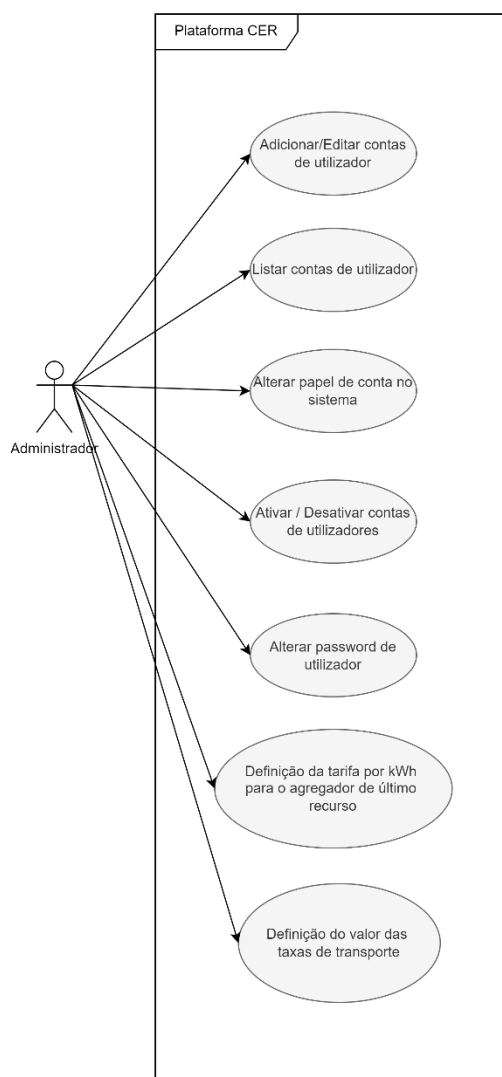 Plataforma CER
Adicionar/Editar contas
de utilizador
Listar contas de utilizador
Alterar papel de conta no
sistema
Administrador
Ativar / Desativar contas
de utilizadores
Alterar password de
utilizador
Definição da tarifa por kWh
para o agregador de último
recurso
Definição do valor das
taxas de transporte